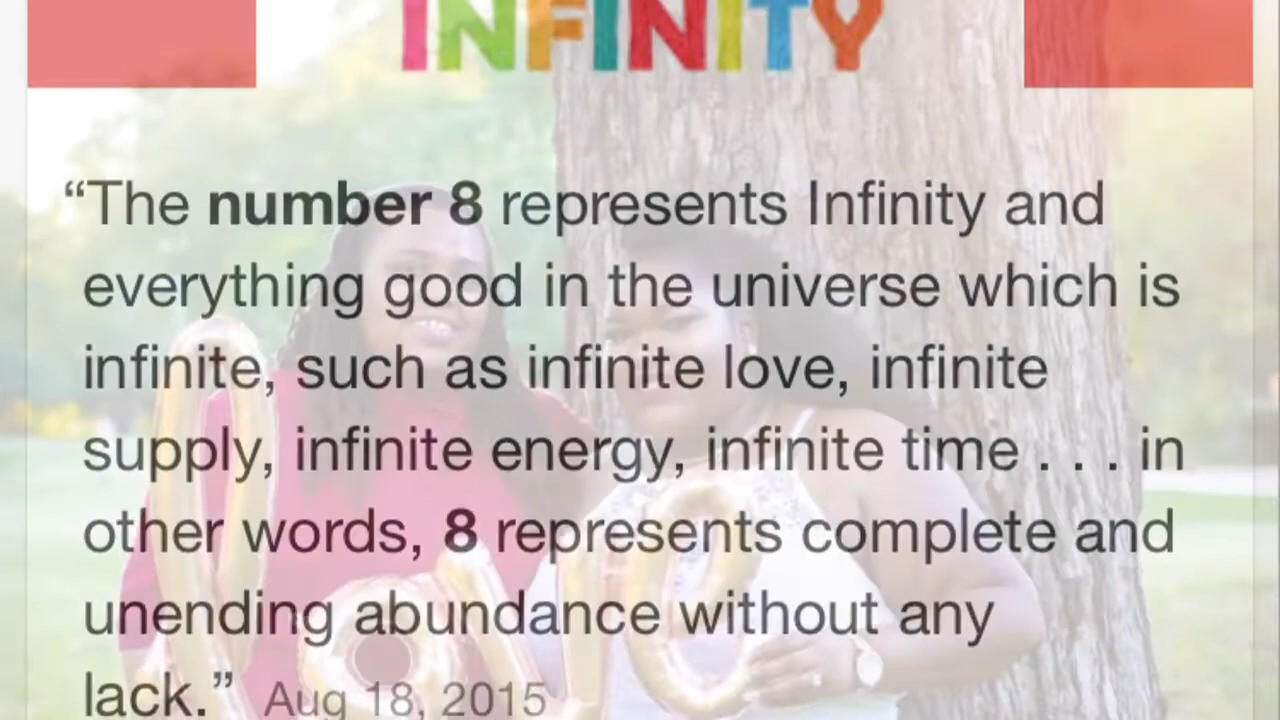 INFINITY
“The number 8 represents Infinity and
everything good in the universe which is
infinite, such as infinite love, infinite
supply, infinite energy, infinite time . . . in
other words, 8 represents complete and
unending abundance without any
lack.” Aug 18, 2015